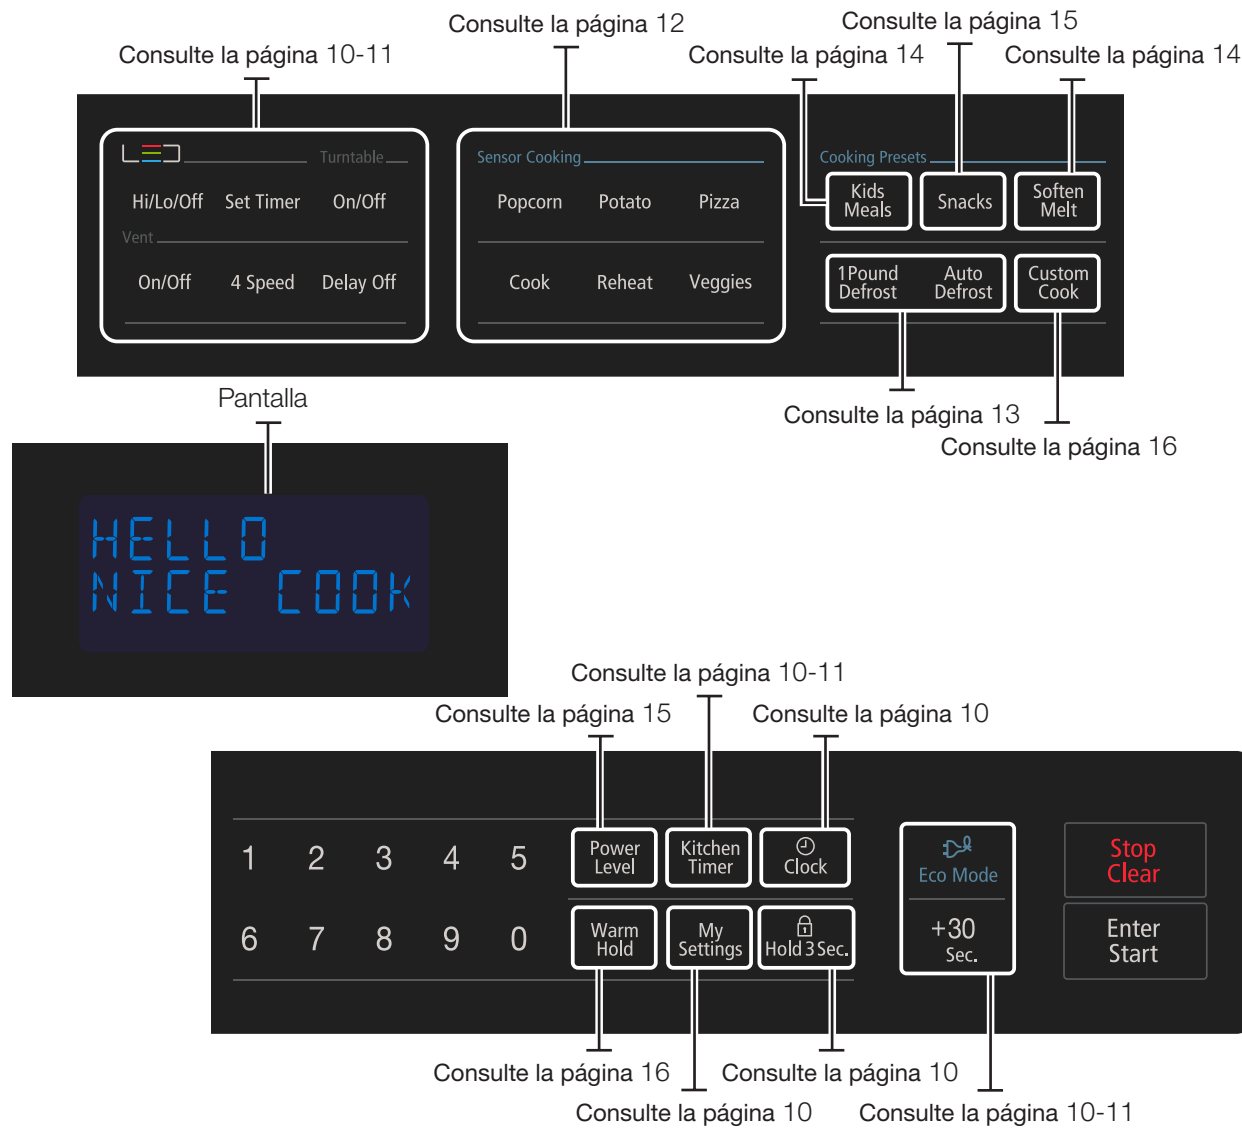 Consulte la página 12
Consulte la página 15
Consulte la página 10-11
Consulte la página 14
Consulte la página 14
LED
Turntable
Hi/Lo/Off Set Timer On/Off
Vent
On/Off 4 Speed Delay Off
Sensor Cooking
Popcorn Potato Pizza
Cook Reheat Veggies
Cooking Presets
Kids
Meals
Snacks
Soften
Melt
1Pound
Defrost
Auto
Defrost
Custom
Cook
Consulte la página 13
Consulte la página 16
Pantalla
HELLO
NICE COOK
Consulte la página 10-11
Consulte la página 15
Consulte la página 10
1 2 3 4 5
6 7 8 9 0
Power
Level
Kitchen
Timer
Clock
Warm
Hold
My
Settings
Hold 3 Sec.
Eco Mode
+30
Sec.
Stop
Clear
Enter
Start
Consulte la página 16
Consulte la página 10
Consulte la página 10
Consulte la página 10-11